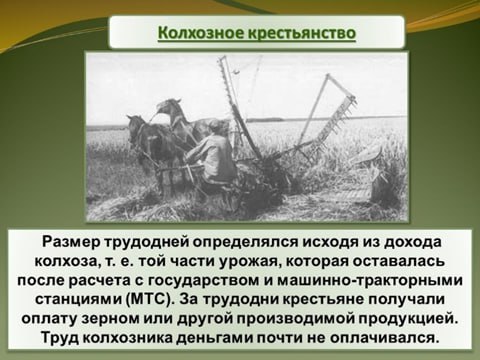 Колхозное крестьянство
Размер трудодней определялся исходя из дохода
колхоза, т. е. той части урожая, которая оставалась
после расчета с государством и машинно-тракторными
станциями (МТС). За трудодни крестьяне получали
оплату зерном или другой производимой продукцией.
Труд колхозника деньгами почти не оплачивался.